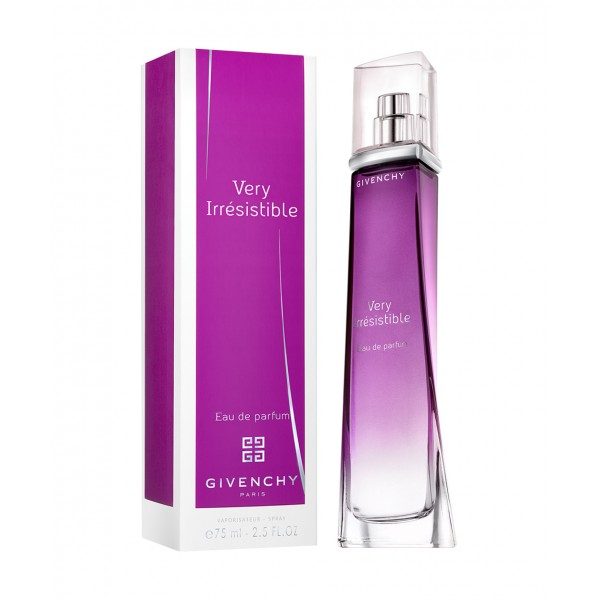 Very
Irrésistible
Eau de parfum
GIVENCHY
PARIS
VAPORISATEUR - SPRAY
℮75 ml - 2.5 FL.OZ
GIVENCHY
Very
Irrésistible
Eau de parfum